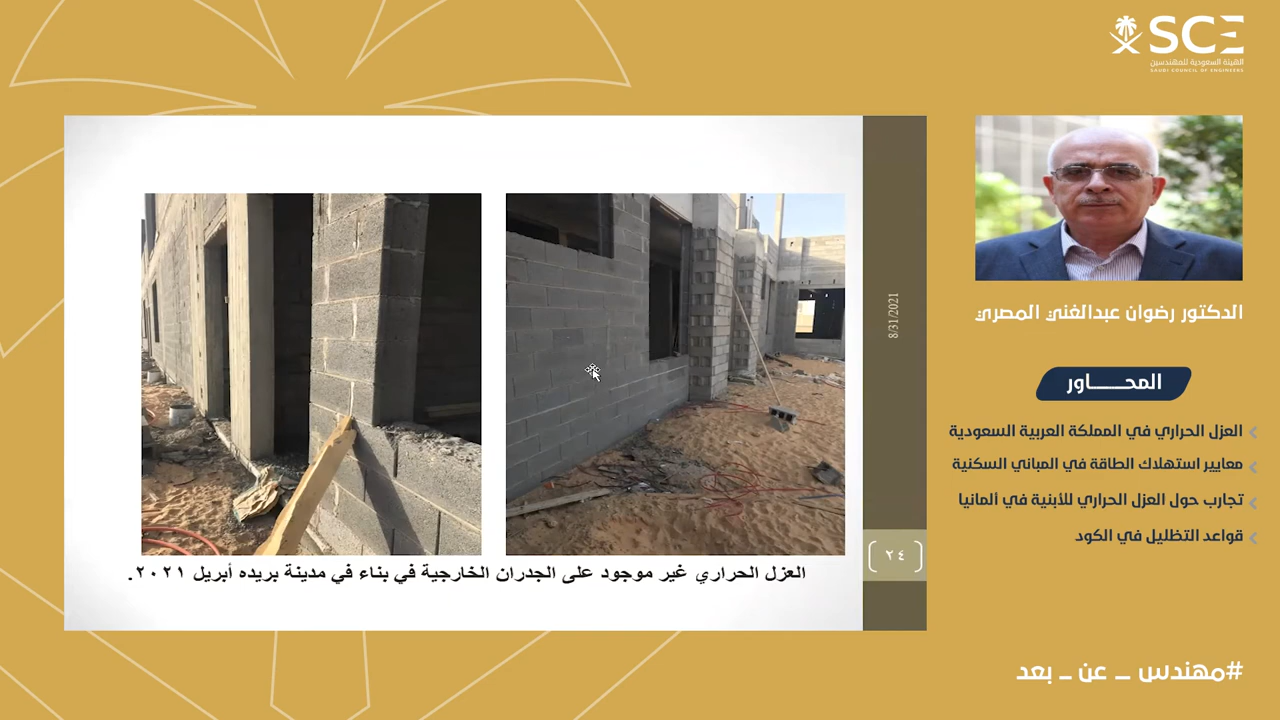 SCE
الهيئة السعودية للمهندسين
SAUDI COUNCIL OF ENGINEERS
الدكتور رضوان عبدالغني المصري
المحـــــاور
العزل الحراري في المملكة العربية السعودية
معايير استهلاك الطاقة في المباني السكنية
تجارب حول العزل الحراري للأبنية في ألمانيا
قواعد التظليل في الكود
8/31/2021
٢٤
العزل الحراري غير موجود على الجدران الخارجية في بناء في مدينة بريده أبريل ٢٠٢١.
#مهندس _ عن _ بعد